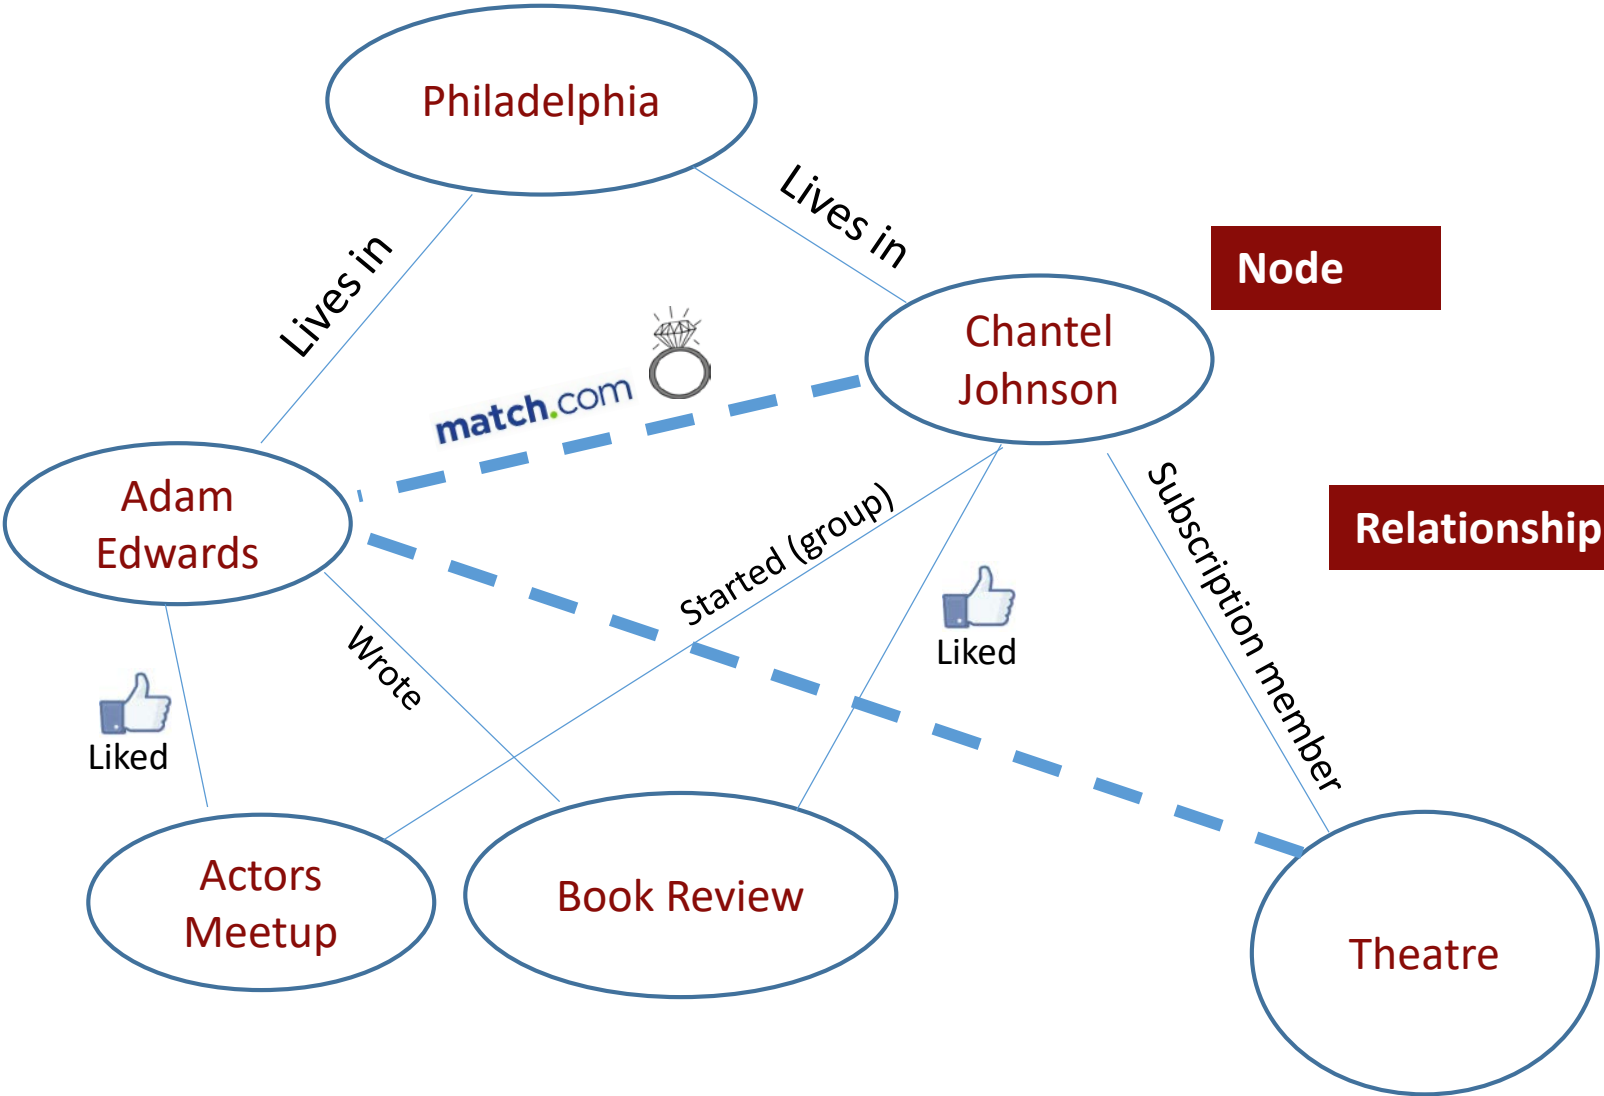 Philadelphia
Lives in
Lives in
Node
Chantel
Johnson
match.com
Adam
Edwards
Subscription member
Relationship
Started (group)
Liked
Wrote
Liked
Actors
Meetup
Book Review
Theatre